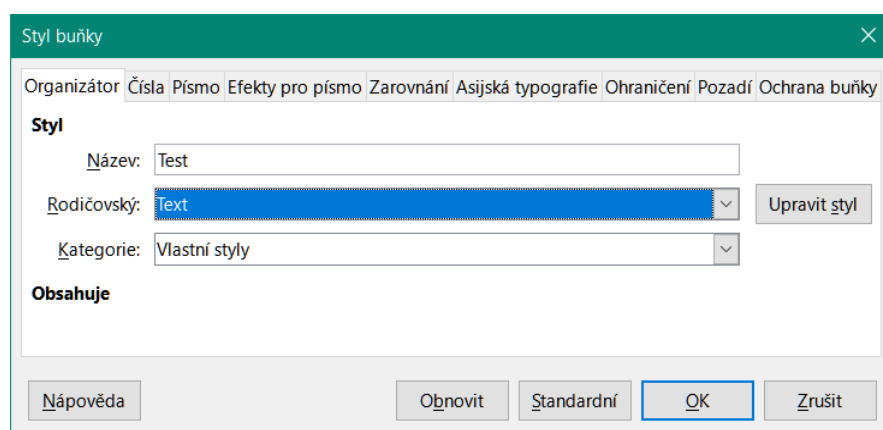 Styl buňky
Organizátor Čísla Písmo Efekty pro písmo Zarovnání Asijská typografie Ohraničení Pozadí Ochrana buňky
Styl
Název: Test
Rodičovský: Text Upravit styl
Kategorie: Vlastní styly
Obsahuje
Nápověda Obnovit Standardní OK Zrušit